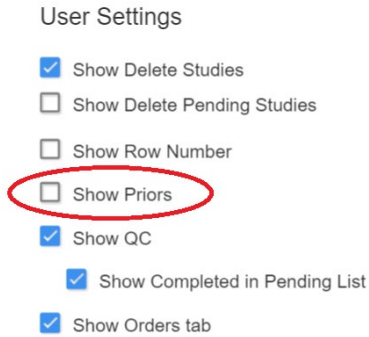 User Settings
Show Delete Studies
Show Delete Pending Studies
Show Row Number
Show Priors
Show QC
Show Completed in Pending List
Show Orders tab